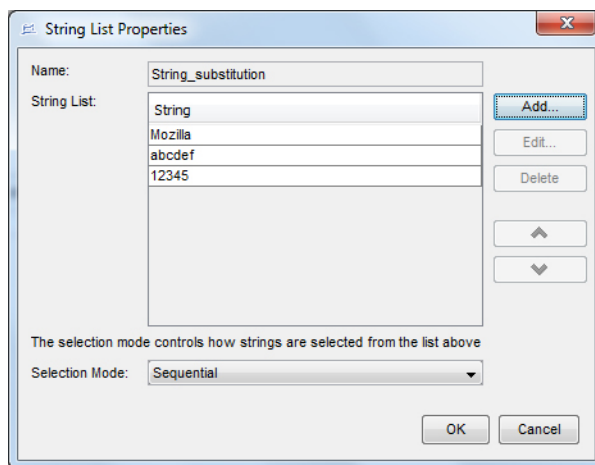 String List Properties
Name: String_substitution
String List: String Add...
Mozilla
abcdef Edit...
12345 Delete
The selection mode controls how strings are selected from the list above
Selection Mode: Sequential
OK Cancel